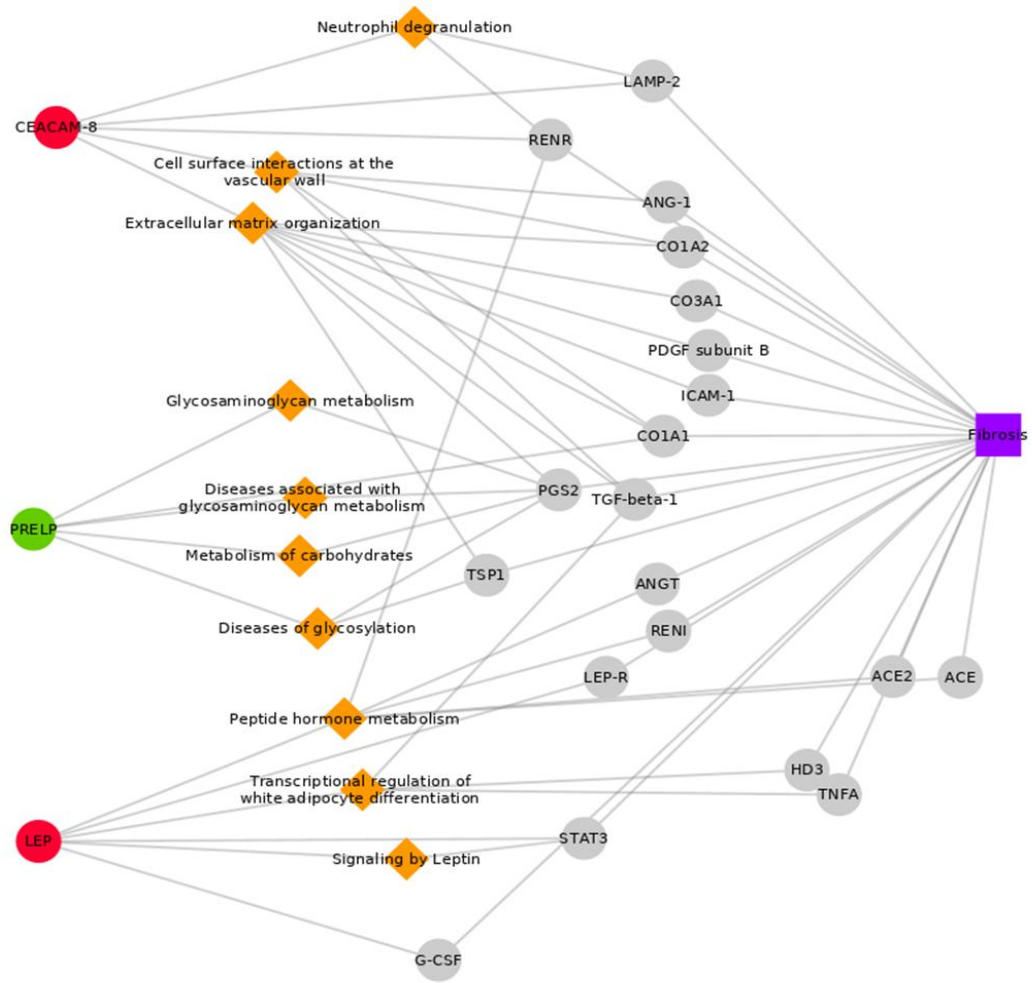 Neutrophil degranulation
LAMP-2
CEACAM-8
RENR
Cell surface interactions at the
vascular wall
ANG-1
Extracellular matrix organization
CO1A2
CO3A1
PDGF subunit B
ICAM-1
Glycosaminoglycan metabolism
CO1A1
Fibrosis
Diseases associated with
glycosaminoglycan metabolism
PGS2
TGF-beta-1
PRELP
Metabolism of carbohydrates
TSP1
ANGT
Diseases of glycosylation
RENI
LEP-R
ACE2
ACE
Peptide hormone metabolism
HD3
Transcriptional regulation of
white adipocyte differentiation
TNFA
LEP
STAT3
Signaling by Leptin
G-CSF